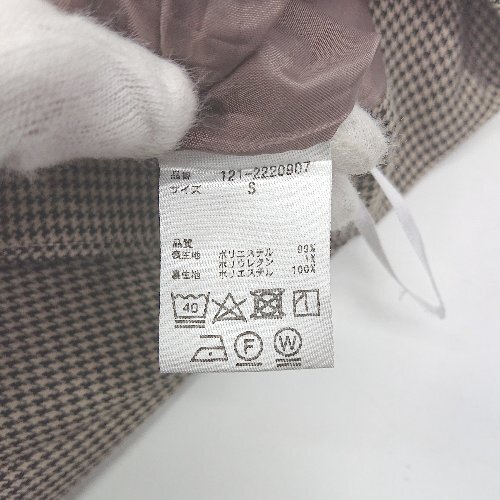 品番 121-2220907
サイズ S
品質
表生地 ポリエステル 99%
ポリウレタン 1%
裏生地 ポリエステル 100%
40
F W